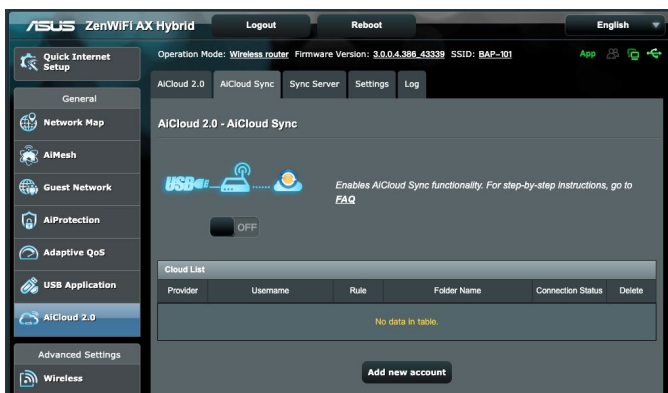 ASUS ZenWiFi AX Hybrid Logout Reboot English
Quick Internet Setup
Operation Mode: Wireless router Firmware Version: 3.0.0.4.386_43339 SSID: BAP-101 App
AiCloud 2.0 AiCloud Sync Sync Server Settings Log
General
Network Map
AiCloud 2.0 - AiCloud Sync
AiMesh
USB
Guest Network
Enables AiCloud Sync functionality. For step-by-step instructions, go to
FAQ
AiProtection
OFF
Adaptive QoS
Cloud List
USB Application
Provider Username Rule Folder Name Connection Status Delete
AiCloud 2.0
No data in table.
Advanced Settings
Add new account
Wireless